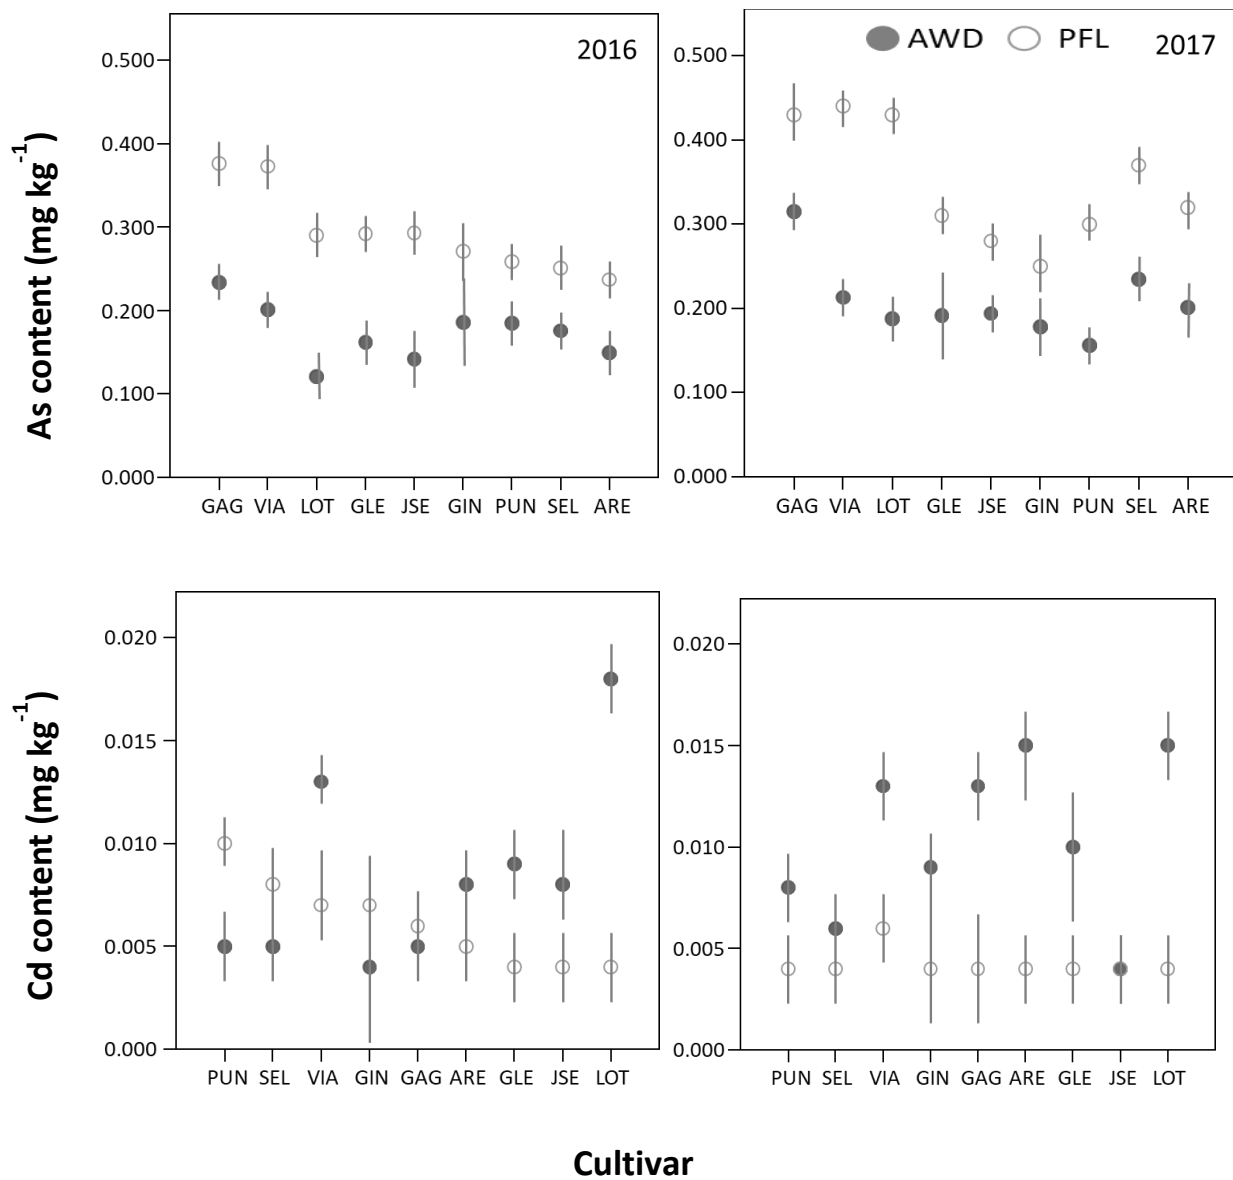 2016
0.500
0.400
0.300
0.200
0.100
0.000
As content (mg kg-1)
GAG VIA LOT GLE JSE GIN PUN SEL ARE
AWD PFL 2017
0.500
0.400
0.300
0.200
0.100
0.000
GAG VIA LOT GLE JSE GIN PUN SEL ARE
0.020
0.015
0.010
0.005
0.000
Cd content (mg kg-1)
PUN SEL VIA GIN GAG ARE GLE JSE LOT
0.020
0.015
0.010
0.005
0.000
PUN SEL VIA GIN GAG ARE GLE JSE LOT
Cultivar